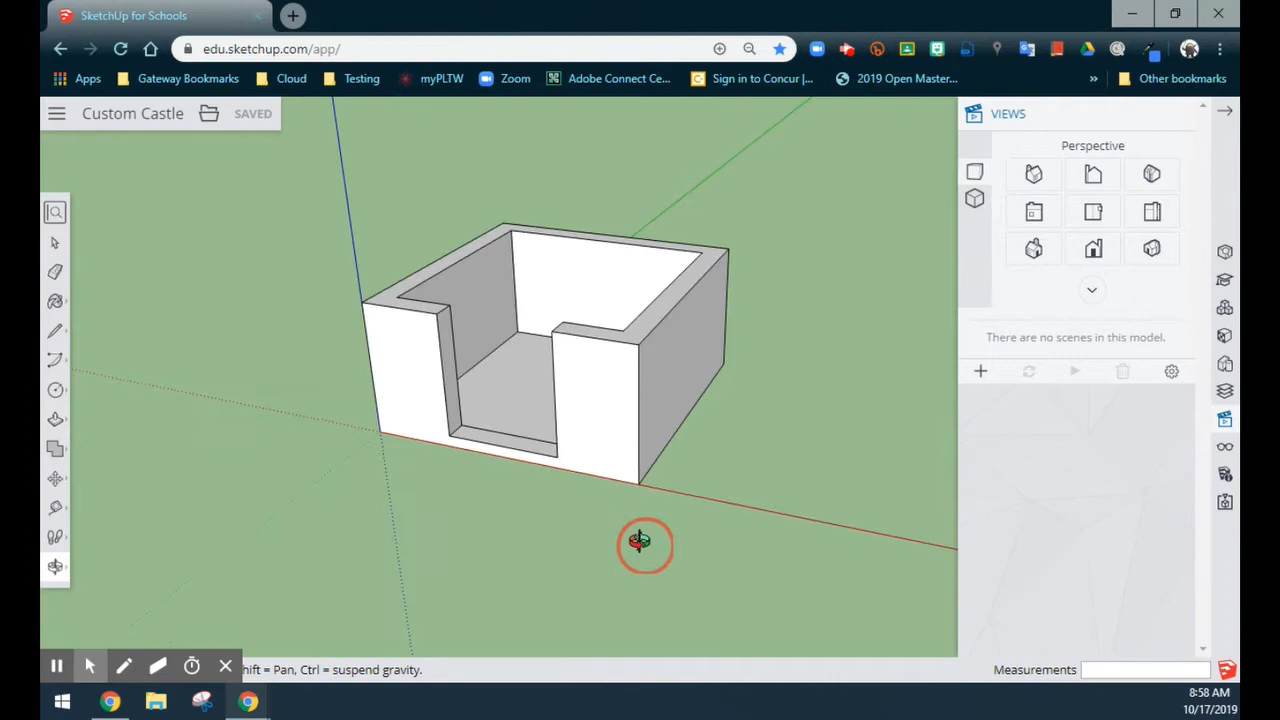 SketchUp for Schools
edu.sketchup.com/app/
Apps Gateway Bookmarks Cloud Testing myPLTW Zoom Adobe Connect Ce... Sign in to Concur |... 2019 Open Master... » Other bookmarks
Custom Castle SAVED
VIEWS
Perspective
There are no scenes in this model.
hift = Pan, Ctrl = suspend gravity.
Measurements
8:58 AM
10/17/2019